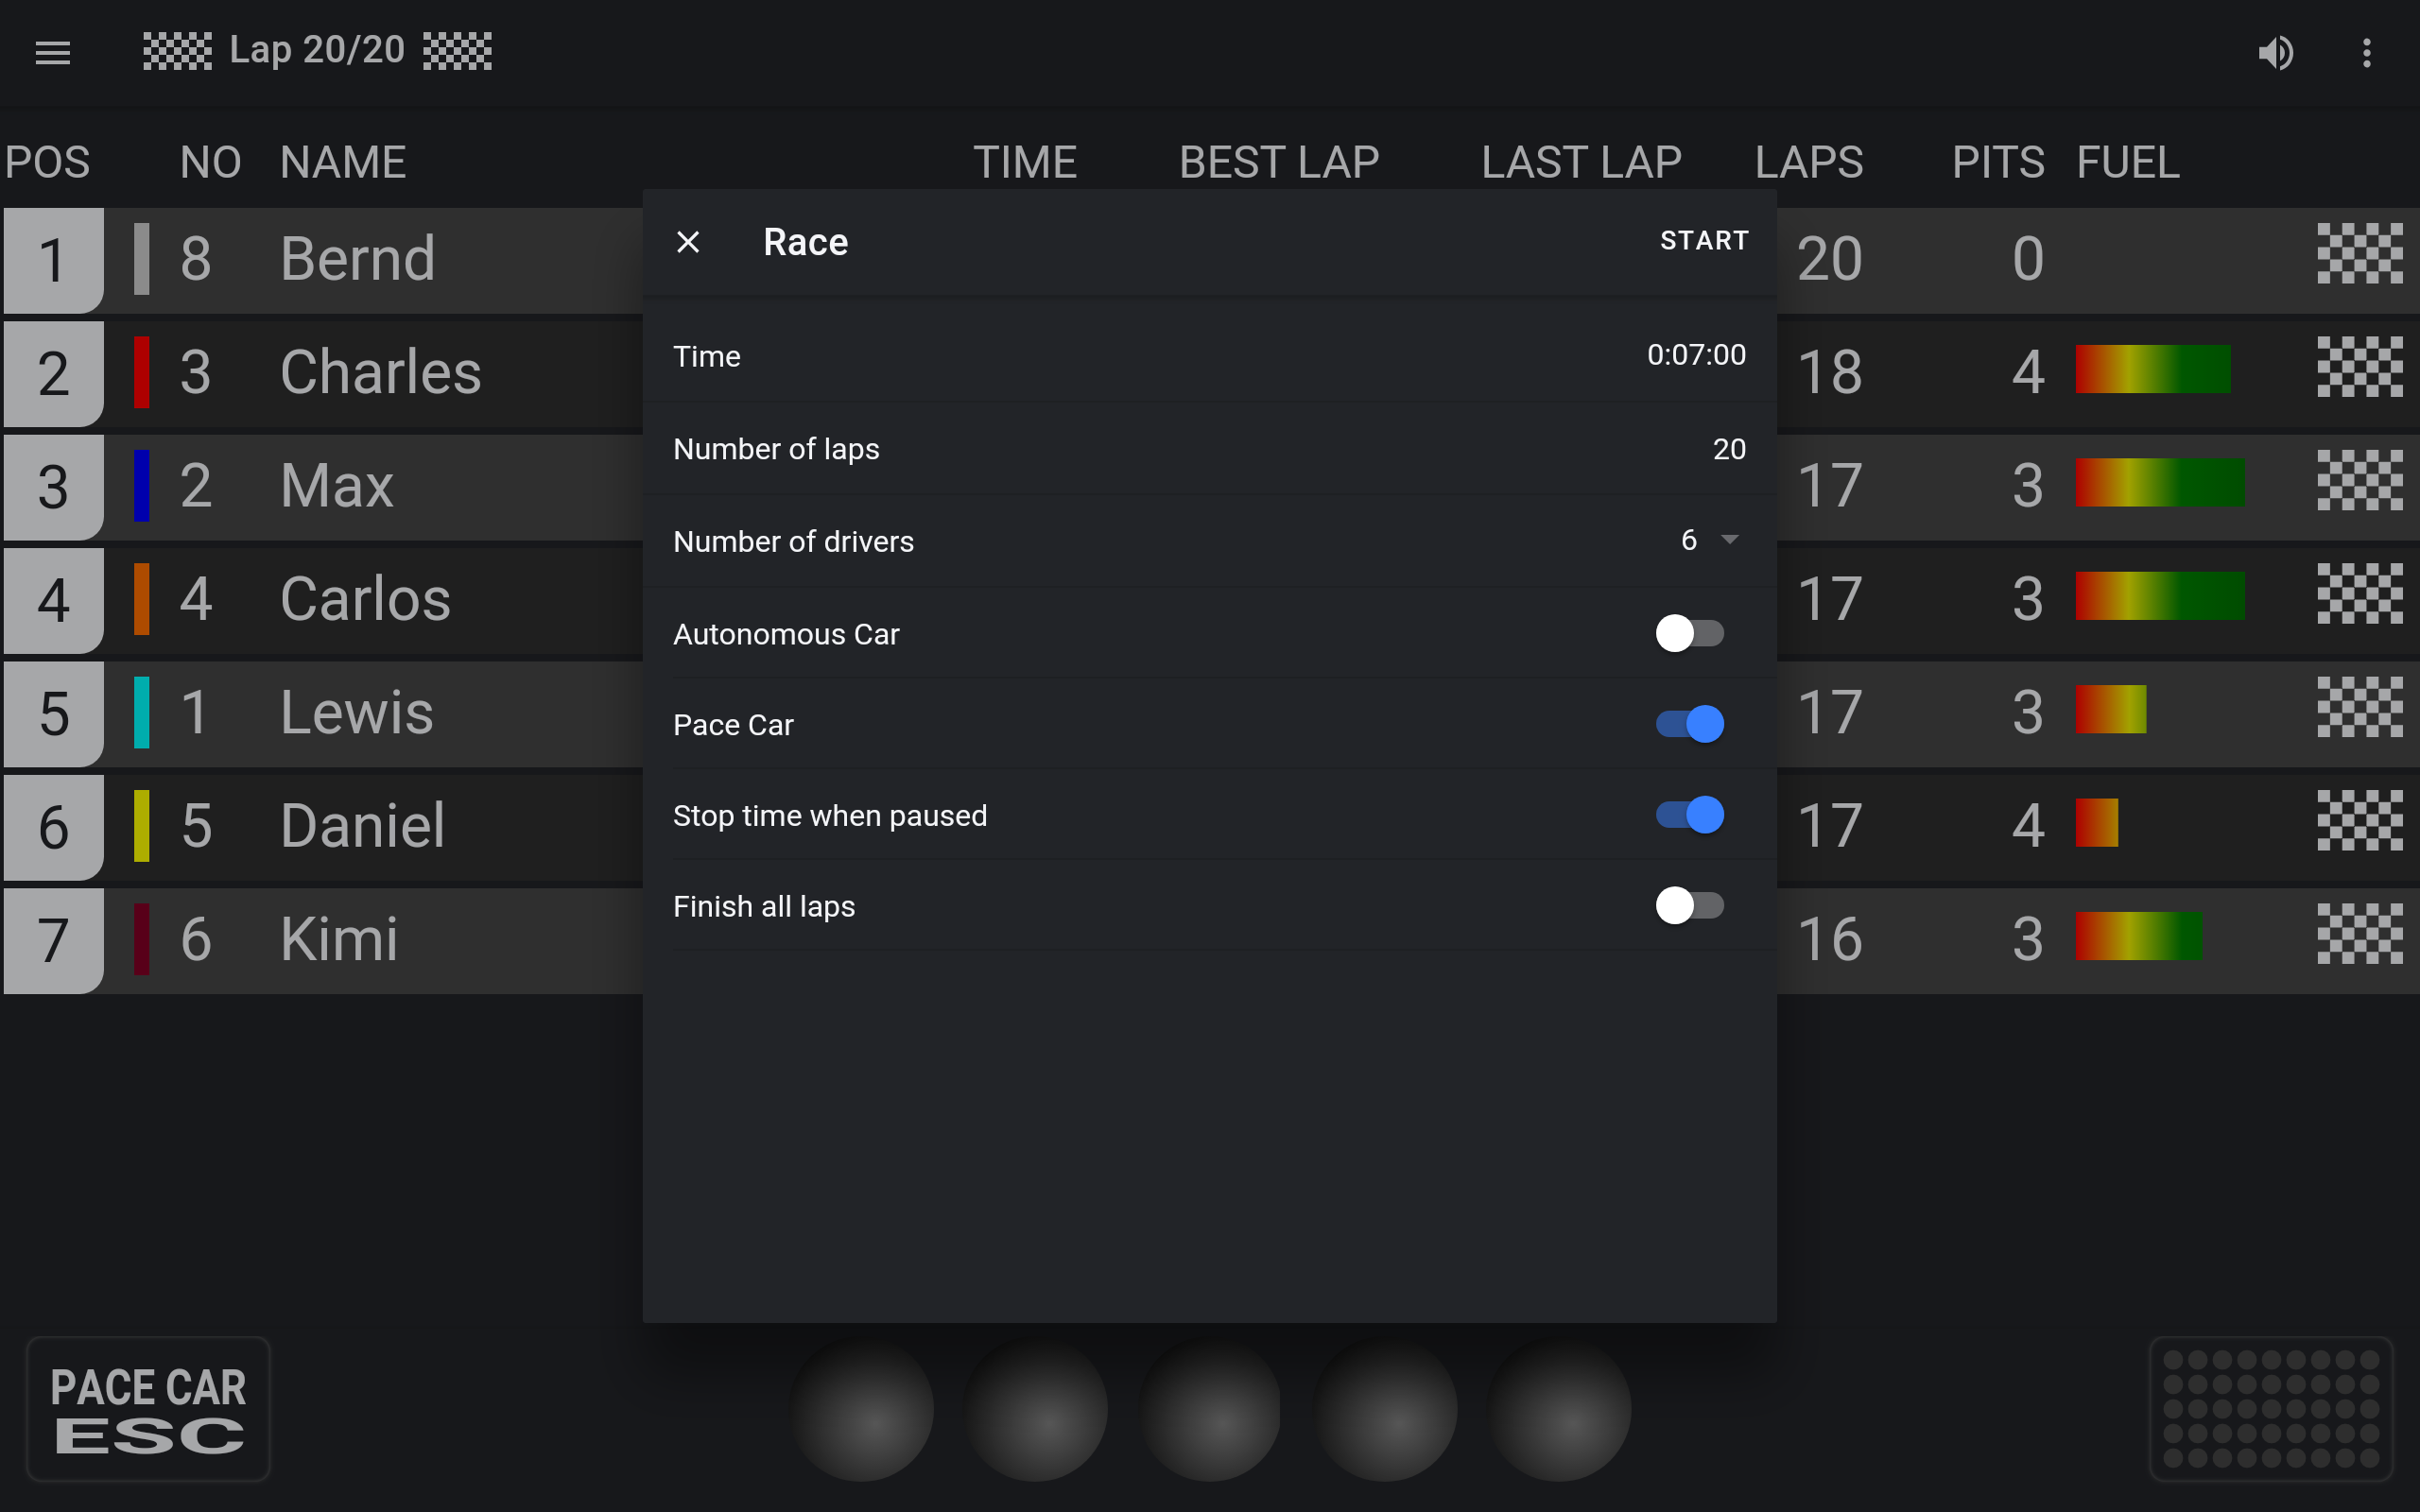 Lap 20/20
POS NO NAME TIME BEST LAP LAST LAP LAPS PITS FUEL
1 8 Bernd 20 0
2 3 Charles 18 4
3 2 Max 17 3
4 4 Carlos 17 3
5 1 Lewis 17 3
6 5 Daniel 17 4
7 6 Kimi 16 3
Race START
Time 0:07:00
Number of laps 20
Number of drivers 6
Autonomous Car
Pace Car
Stop time when paused
Finish all laps
PACE CAR
ESC